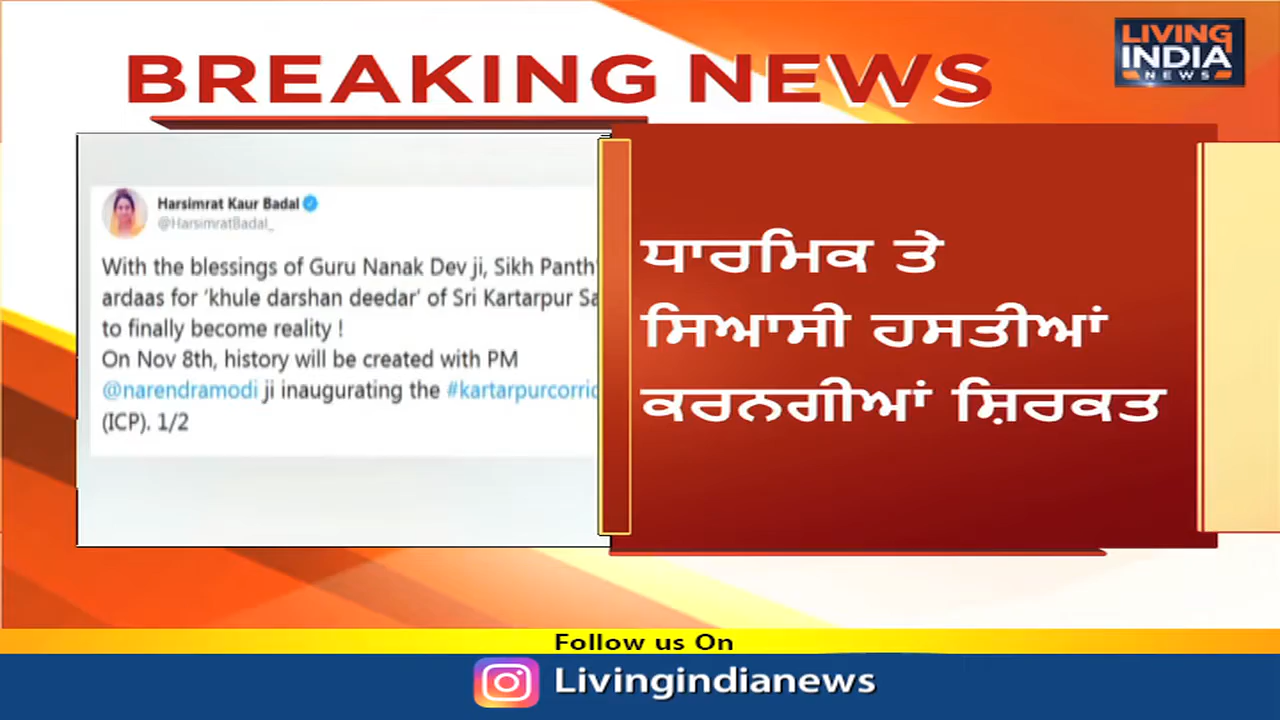 BREAKING NEWS
LIVING
INDIA
NEWS
Harsimrat Kaur Badal
@HarsimratBadal_
With the blessings of Guru Nanak Dev ji, Sikh Panth'
ardaas for 'khule darshan deedar' of Sri Kartarpur Sa
to finally become reality !
On Nov 8th, history will be created with PM
@narendramodi ji inaugurating the #kartarpurcorric
(ICP). 1/2
ਧਾਰਮਿਕ ਤੇ
ਸਿਆਸੀ ਹਸਤੀਆਂ
ਕਰਨਗੀਆਂ ਸ਼ਿਰਕਤ
Follow us On
Livingindianews